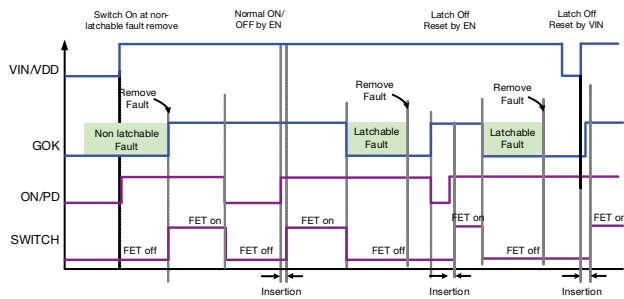 Switch On at non-
latchable fault remove
Normal ON/
OFF by EN
Latch Off
Reset by EN
Latch Off
Reset by VIN
VIN/VDD
Remove
Fault
Remove
Fault
Remove
Fault
Non latchable
Fault
Latchable
Fault
Latchable
Fault
GOK
ON/PD
FET on
FET on
FET on
FET on
SWITCH
FET off
FET off
FET off
FET off
Insertion
Insertion
Insertion